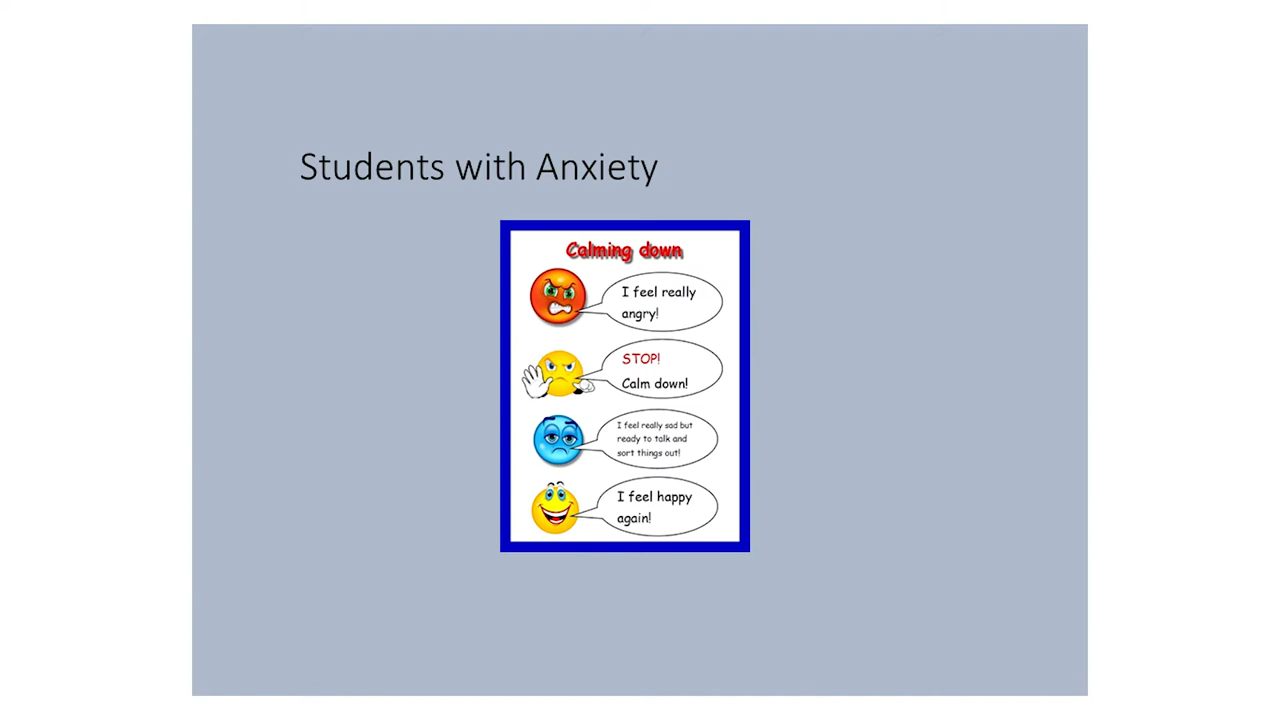 Students with Anxiety
Calming down
I feel really
angry!
STOP!
Calm down!
I feel really sad but
ready to talk and
sort things out!
I feel happy
again!